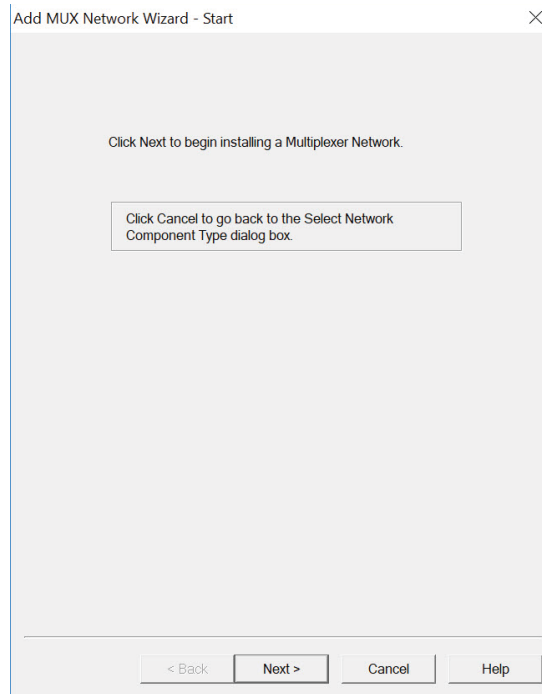 Add MUX Network Wizard - Start
Click Next to begin installing a Multiplexer Network.
Click Cancel to go back to the Select Network
Component Type dialog box.
< Back Next > Cancel Help